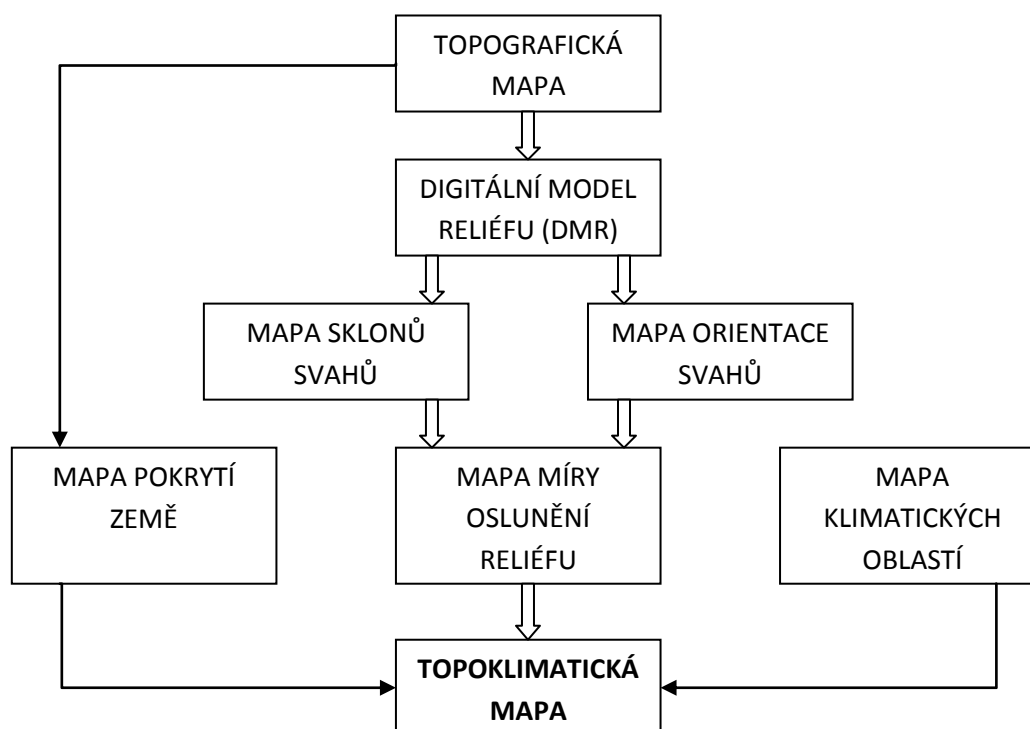 TOPOGRAFICKÁ
MAPA
DIGITÁLNÍ MODEL
RELIÉFU (DMR)
MAPA SKLONŮ
SVAHŮ
MAPA ORIENTACE
SVAHŮ
MAPA POKRYTÍ
ZEMĚ
MAPA MÍRY
OSLUNĚNÍ
RELIÉFU
MAPA
KLIMATICKÝCH
OBLASTÍ
TOPOKLIMATICKÁ
MAPA